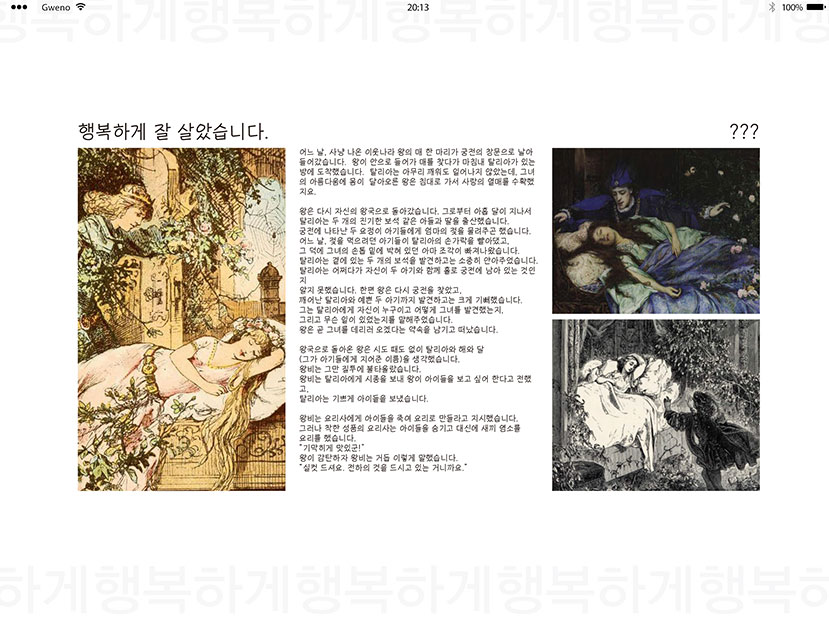 Gweno
20:13
100%
행복하게행복하게행복하게행복하게행복하
행복하게 잘 살았습니다.
???
어느 날, 사냥 나온 이웃나라 왕의 매 한 마리가 궁전의 창문으로 날아
들어갔습니다. 왕이 안으로 들어가 매를 찾다가 마침내 탈리아가 있는
방에 도착했습니다. 탈리아는 아무리 깨워도 일어나지 않았는데, 그녀
의 아름다움에 몸이 달아오른 왕은 침대로 가서 사랑의 열매를 수확했
지요.
왕은 다시 자신의 왕국으로 돌아갔습니다. 그로부터 아홉 달이 지나서
탈리아는 두 개의 진기한 보석 같은 아들과 딸을 출산했습니다.
궁전에 나타난 두 요정이 아기들에게 엄마의 젖을 물려주곤 했습니다.
어느 날, 젖을 먹으려던 아기들이 탈리아의 손가락을 빨아댔고,
그 덕에 그녀의 손톱 밑에 박혀 있던 아마 조각이 빠져나왔습니다.
탈리아는 곁에 있는 두 개의 보석을 발견하고는 소중히 안아주었습니다.
탈리아는 어쩌다가 자신이 두 아기와 함께 홀로 궁전에 남아 있는 것인
지
알지 못했습니다. 한편 왕은 다시 궁전을 찾았고,
깨어난 탈리아와 예쁜 두 아기까지 발견하고는 크게 기뻐했습니다.
그는 탈리아에게 자신이 누구이고 어떻게 그녀를 발견했는지,
그리고 무슨 일이 있었는지를 말해주었습니다.
왕은 곧 그녀를 데리러 오겠다는 약속을 남기고 떠났습니다.
왕국으로 돌아온 왕은 시도 때도 없이 탈리아와 해와 달
(그가 아기들에게 지어준 이름)을 생각했습니다.
왕비는 그만 질투에 불타올랐습니다.
왕비는 탈리아에게 시종을 보내 왕이 아이들을 보고 싶어 한다고 전했
고,
탈리아는 기쁘게 아이들을 보냈습니다.
왕비는 요리사에게 아이들을 죽여 요리로 만들라고 지시했습니다.
그러나 착한 성품의 요리사는 아이들을 숨기고 대신에 새끼 염소를
요리를 했습니다.
"기막히게 맛있군!"
왕이 감탄하자 왕비는 거듭 이렇게 말했습니다.
"실컷 드셔요. 전하의 것을 드시고 있는 거니까요."
하게행복하게행복하게행복하게행복하게